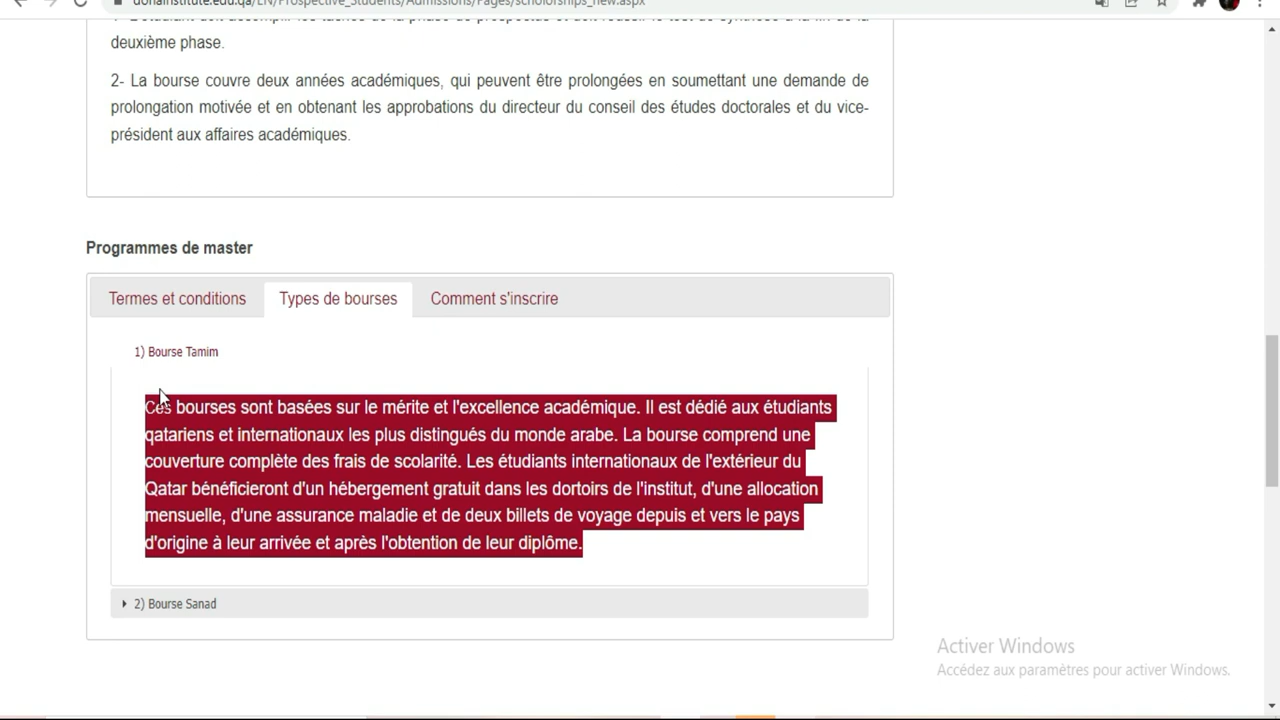 dohainstitute.edu.qa/EN/Prospective_Students/Admissions/Pages/scholorships_new.aspx
deuxième phase.
2- La bourse couvre deux années académiques, qui peuvent être prolongées en soumettant une demande de
prolongation motivée et en obtenant les approbations du directeur du conseil des études doctorales et du vice-
président aux affaires académiques.
Programmes de master
Termes et conditions Types de bourses Comment s'inscrire
1) Bourse Tamim
Ces bourses sont basées sur le mérite et l'excellence académique. Il est dédié aux étudiants
qatariens et internationaux les plus distingués du monde arabe. La bourse comprend une
couverture complète des frais de scolarité. Les étudiants internationaux de l'extérieur du
Qatar bénéficieront d'un hébergement gratuit dans les dortoirs de l'institut, d'une allocation
mensuelle, d'une assurance maladie et de deux billets de voyage depuis et vers le pays
d'origine à leur arrivée et après l'obtention de leur diplôme.
2) Bourse Sanad
Activer Windows
Accédez aux paramètres pour activer Windows.